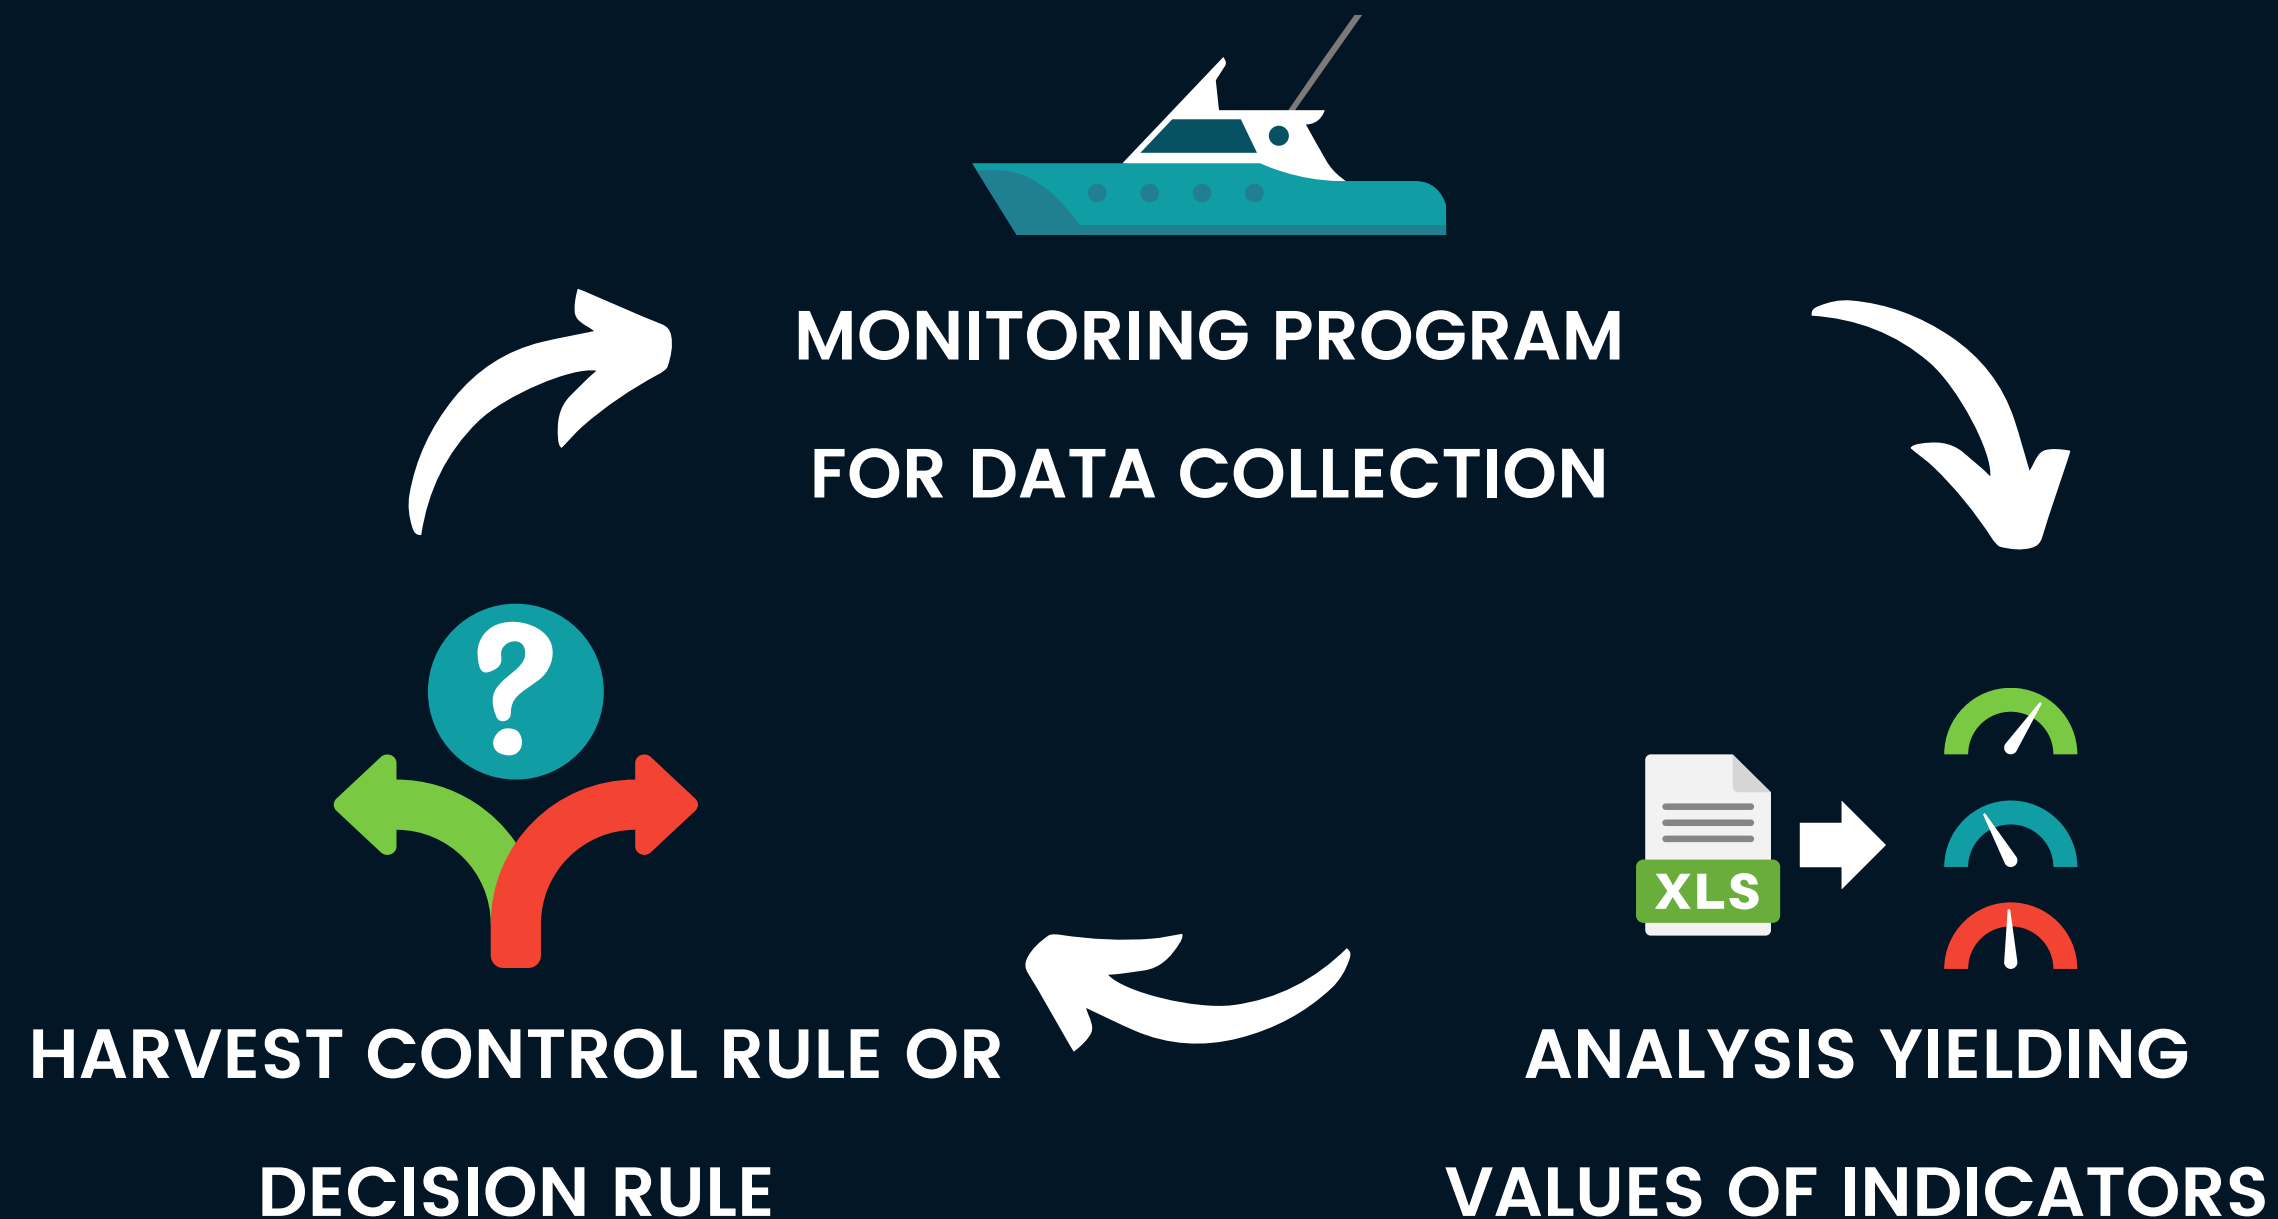 MONITORING PROGRAM
FOR DATA COLLECTION
?
XLS
HARVEST CONTROL RULE OR
DECISION RULE
ANALYSIS YIELDING
VALUES OF INDICATORS